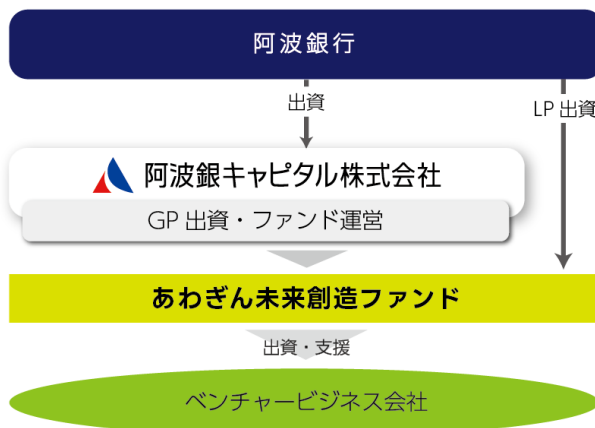 阿波銀行
出資
LP 出資
阿波銀キャピタル株式会社
GP 出資・ファンド運営
あわぎん未来創造ファンド
出資・支援
ベンチャービジネス会社